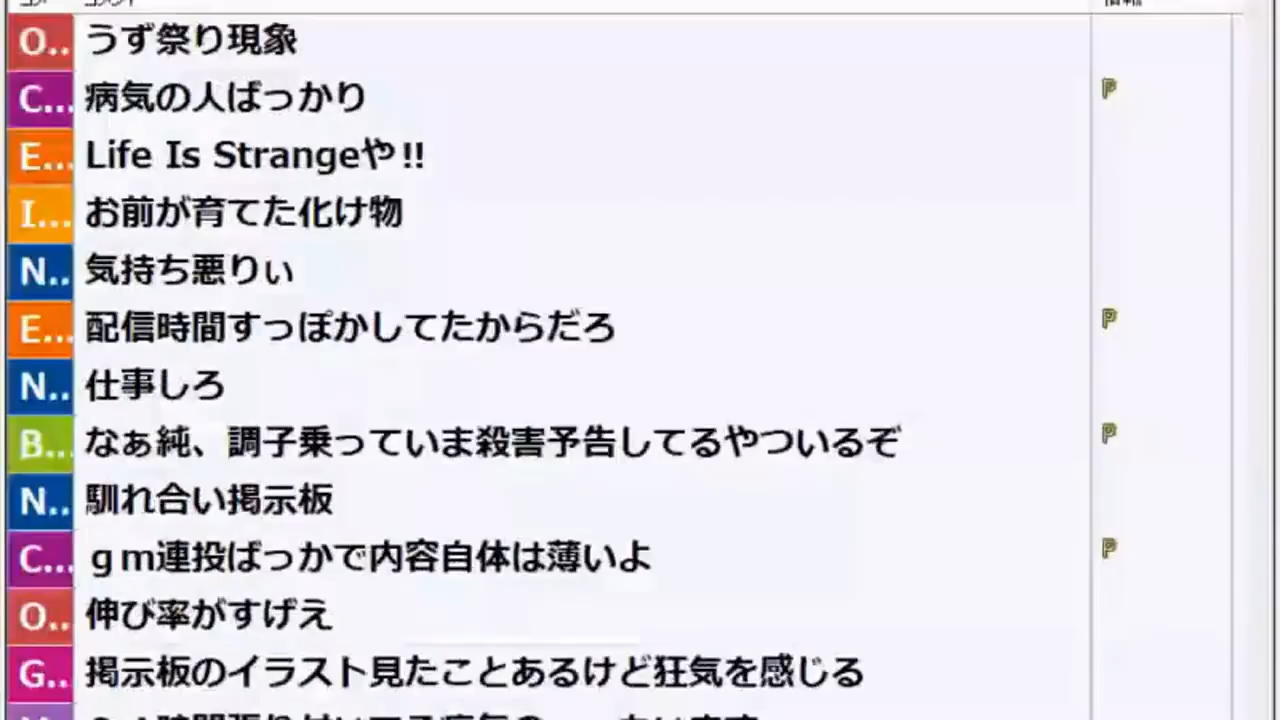 O.. うず祭り現象
C... 病気の人ばっかり P
E... Life Is Strangeや!!
I... お前が育てた化け物
N.. 気持ち悪りぃ
E... 配信時間すっぽかしてたからだろ P
N.. 仕事しろ
B... なぁ純、調子乗っていま殺害予告してるやついるぞ P
N.. 馴れ合い掲示板
C... ｇｍ連投ばっかで内容自体は薄いよ P
O.. 伸び率がすげえ
G.. 掲示板のイラスト見たことあるけど狂気を感じる